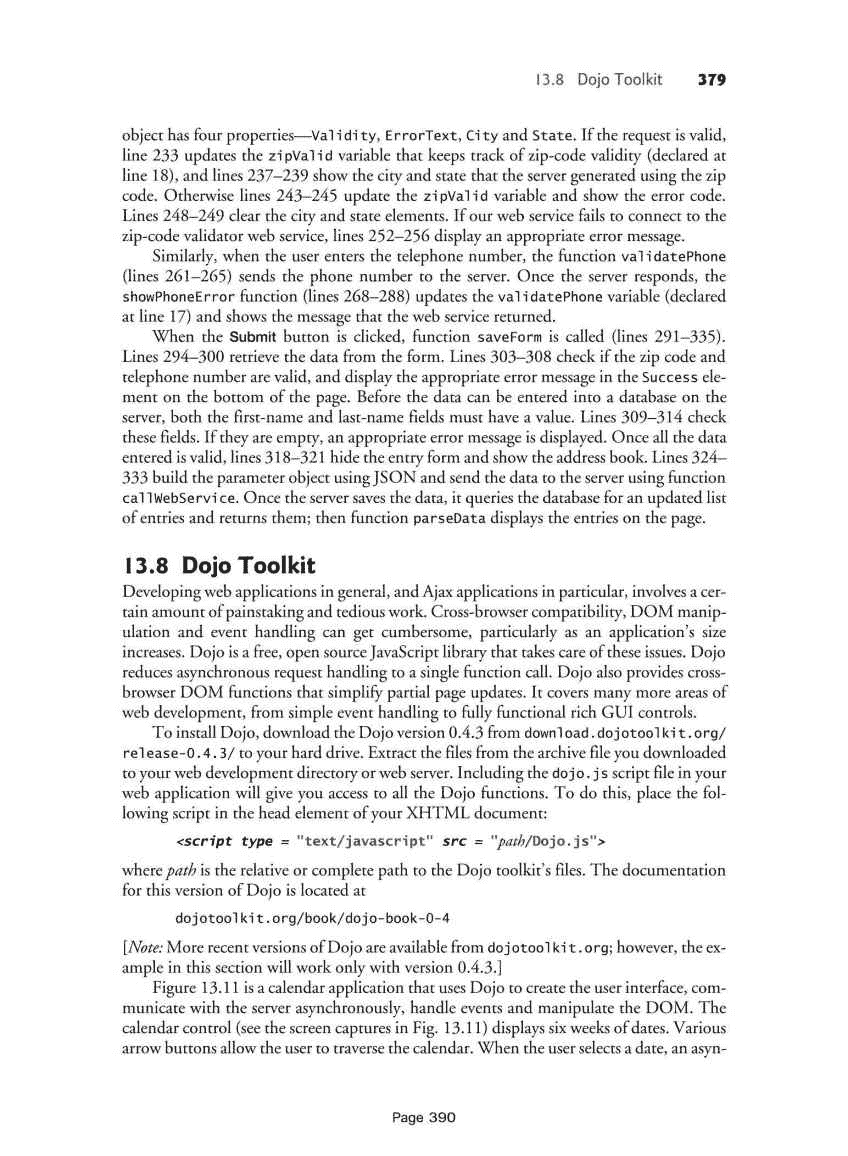 13.8 Dojo Toolkit 379
object has four properties—Validity, ErrorText, City and State. If the request is valid,
line 233 updates the zipValid variable that keeps track of zip-code validity (declared at
line 18), and lines 237–239 show the city and state that the server generated using the zip
code. Otherwise lines 243–245 update the zipValid variable and show the error code.
Lines 248–249 clear the city and state elements. If our web service fails to connect to the
zip-code validator web service, lines 252–256 display an appropriate error message.
Similarly, when the user enters the telephone number, the function validatePhone
(lines 261–265) sends the phone number to the server. Once the server responds, the
showPhoneError function (lines 268–288) updates the validatePhone variable (declared
at line 17) and shows the message that the web service returned.
When the Submit button is clicked, function saveForm is called (lines 291–335).
Lines 294–300 retrieve the data from the form. Lines 303–308 check if the zip code and
telephone number are valid, and display the appropriate error message in the Success ele-
ment on the bottom of the page. Before the data can be entered into a database on the
server, both the first-name and last-name fields must have a value. Lines 309–314 check
these fields. If they are empty, an appropriate error message is displayed. Once all the data
entered is valid, lines 318–321 hide the entry form and show the address book. Lines 324–
333 build the parameter object using JSON and send the data to the server using function
callWebService. Once the server saves the data, it queries the database for an updated list
of entries and returns them; then function parseData displays the entries on the page.
13.8 Dojo Toolkit
Developing web applications in general, and Ajax applications in particular, involves a cer-
tain amount of painstaking and tedious work. Cross-browser compatibility, DOM manip-
ulation and event handling can get cumbersome, particularly as an application's size
increases. Dojo is a free, open source JavaScript library that takes care of these issues. Dojo
reduces asynchronous request handling to a single function call. Dojo also provides cross-
browser DOM functions that simplify partial page updates. It covers many more areas of
web development, from simple event handling to fully functional rich GUI controls.
To install Dojo, download the Dojo version 0.4.3 from download.dojotoolkit.org/
release-0.4.3/ to your hard drive. Extract the files from the archive file you downloaded
to your web development directory or web server. Including the dojo.js script file in your
web application will give you access to all the Dojo functions. To do this, place the fol-
lowing script in the head element of your XHTML document:
<script type = "text/javascript" src = "path/Dojo.js">
where path is the relative or complete path to the Dojo toolkit's files. The documentation
for this version of Dojo is located at
dojotoolkit.org/book/dojo-book-0-4
[Note: More recent versions of Dojo are available from dojotoolkit.org; however, the ex-
ample in this section will work only with version 0.4.3.]
Figure 13.11 is a calendar application that uses Dojo to create the user interface, com-
municate with the server asynchronously, handle events and manipulate the DOM. The
calendar control (see the screen captures in Fig. 13.11) displays six weeks of dates. Various
arrow buttons allow the user to traverse the calendar. When the user selects a date, an asyn-
Page 390